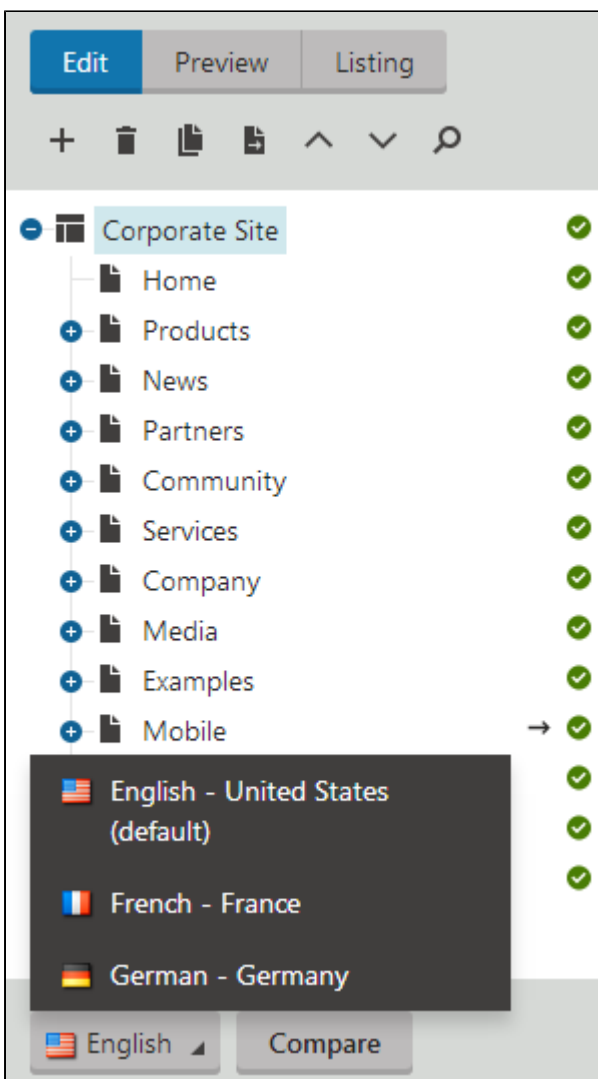 Edit Preview Listing
Corporate Site
Home
Products
News
Partners
Community
Services
Company
Media
Examples
Mobile
English - United States
(default)
French - France
German - Germany
English Compare